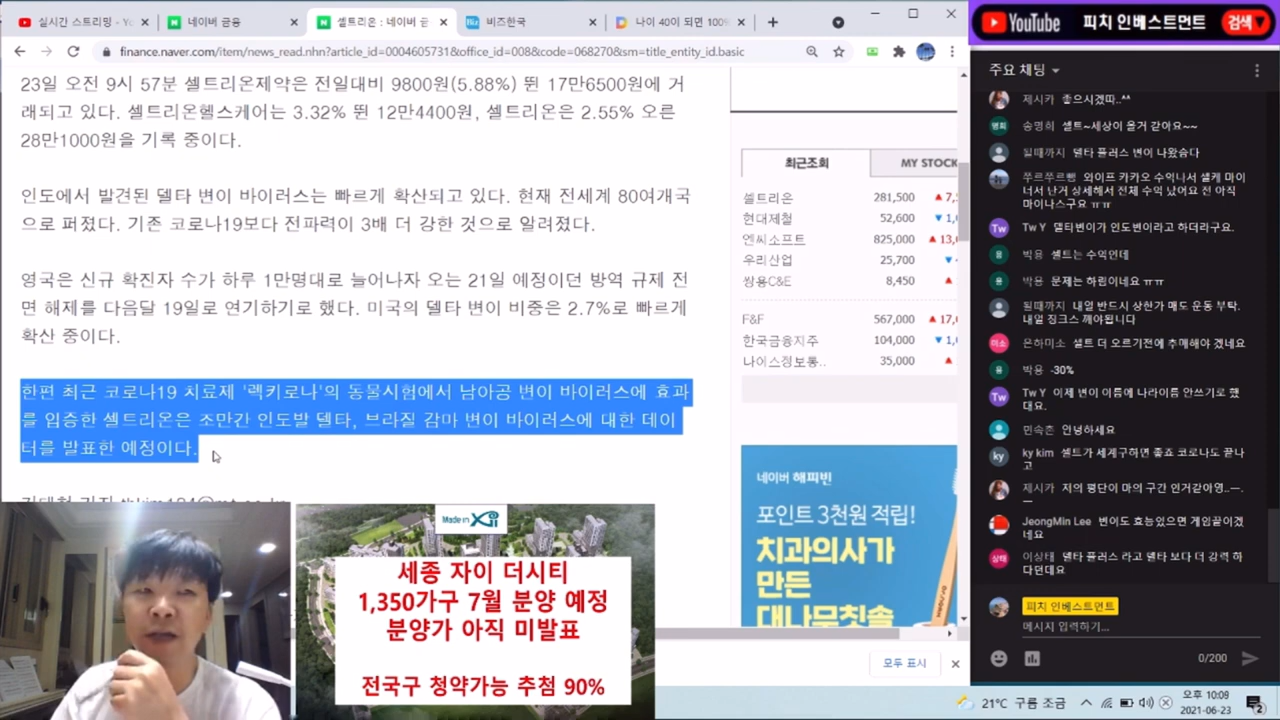 실시간 스트리밍 - Yo
네이버 금융
셀트리온 : 네이버 금
비즈한국
나이 40이 되면 100%
finance.naver.com/item/news_read.nhn?article_id=0004605731&office_id=008&code=068270&sm=title_entity_id.basic
23일 오전 9시 57분 셀트리온제약은 전일대비 9800원(5.88%) 뛴 17만6500원에 거
래되고 있다. 셀트리온헬스케어는 3.32% 뛴 12만4400원, 셀트리온은 2.55% 오른
28만1000원을 기록 중이다.
인도에서 발견된 델타 변이 바이러스는 빠르게 확산되고 있다. 현재 전세계 80여개국
으로 퍼졌다. 기존 코로나19보다 전파력이 3배 더 강한 것으로 알려졌다.
영국은 신규 확진자 수가 하루 1만명대로 늘어나자 오는 21일 예정이던 방역 규제 전
면 해제를 다음달 19일로 연기하기로 했다. 미국의 델타 변이 비중은 2.7%로 빠르게
확산 중이다.
한편 최근 코로나19 치료제 '렉키로나'의 동물시험에서 남아공 변이 바이러스에 효과
를 입증한 셀트리온은 조만간 인도발 델타, 브라질 감마 변이 바이러스에 대한 데이
터를 발표한 예정이다.
최근조회
MY STOCK
셀트리온 281,500 ▲ 7,
현대제철 52,600 ▼ 1,
엔씨소프트 825,000 ▲ 13,
우리산업 25,700 ▼
쌍용C&E 8,450 ▲
F&F 567,000 ▲ 17,
한국금융지주 104,000 ▼ 1,
나이스정보통.. 35,000 ▲
네이버 해피빈
포인트 3천원 적립!
치과의사가
만든
대나무칫솔
모두 표시
Made in Xii
세종 자이 더시티
1,350가구 7월 분양 예정
분양가 아직 미발표
전국구 청약가능 추첨 90%
YouTube 피치 인베스트먼트 검색
주요 채팅
제시카 좋으시겠따..^^
송명희 셀트~세상이 올거 같아요~~
될때까지 델타 플러스 변이 나왔슴다
쭈르쭈르빵 와이프 카카오 수익나서 샐케 마이
너서 난거 상쇄해서 전체 수익 났어요 전 아직
마이나스구요 ㅠㅠ
Tw Y 델타변이가 인도변이라고 하더라구요.
박용 셀트는 수익인데
박용 문제는 하림이네요 ㅠㅠ
될때까지 내일 반드시 상한가 매도 운동 부탁.
내일 징크스 깨야됩니다
은하미소 셀트 더 오르기전에 추매해야 겠네요
박용 -30%
Tw Y 이제 변이 이름에 나라이름 안쓰기로 했
대요.
민속촌 안녕하세요
ky kim 셀트가 세계구하면 좋죠 코로나도 끝나
고
제시카 저의 평단이 마의 구간 인거같아영..ㅡ.
ㅡ
JeongMin Lee 변이도 효능있으면 게임끝이겠
네요
이상태 델타 플러스 라고 델타 보다 더 강력 하
다던데요
피치 인베스트먼트
메시지 입력하기...
0/200
21°C 구름 조금
오후 10:09
2021-06-23